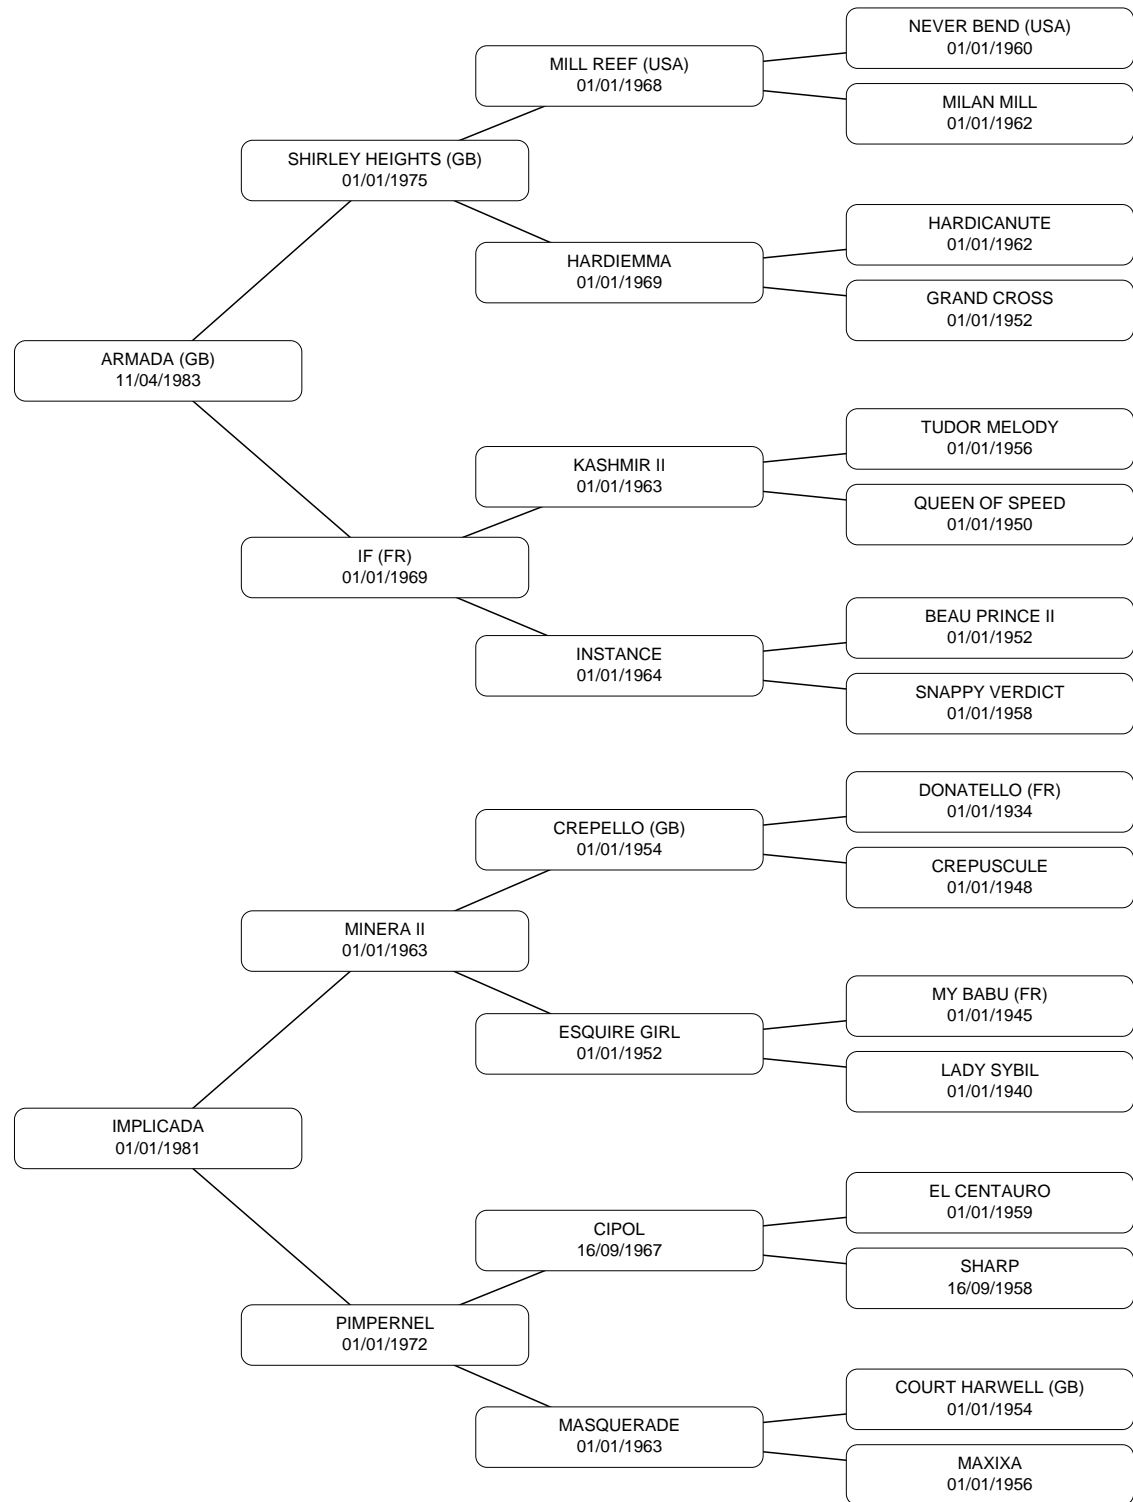 NEVER BEND (USA)
01/01/1960
MILL REEF (USA)
01/01/1968
MILAN MILL
01/01/1962
SHIRLEY HEIGHTS (GB)
01/01/1975
HARDICANUTE
01/01/1962
HARDIEMMA
01/01/1969
GRAND CROSS
01/01/1952
ARMADA (GB)
11/04/1983
TUDOR MELODY
01/01/1956
KASHMIR II
01/01/1963
QUEEN OF SPEED
01/01/1950
IF (FR)
01/01/1969
BEAU PRINCE II
01/01/1952
INSTANCE
01/01/1964
SNAPPY VERDICT
01/01/1958
DONATELLO (FR)
01/01/1934
CREPELLO (GB)
01/01/1954
CREPUSCULE
01/01/1948
MINERA II
01/01/1963
MY BABU (FR)
01/01/1945
ESQUIRE GIRL
01/01/1952
LADY SYBIL
01/01/1940
IMPLICADA
01/01/1981
EL CENTAURO
01/01/1959
CIPOL
16/09/1967
SHARP
16/09/1958
PIMPERNEL
01/01/1972
COURT HARWELL (GB)
01/01/1954
MASQUERADE
01/01/1963
MAXIXA
01/01/1956